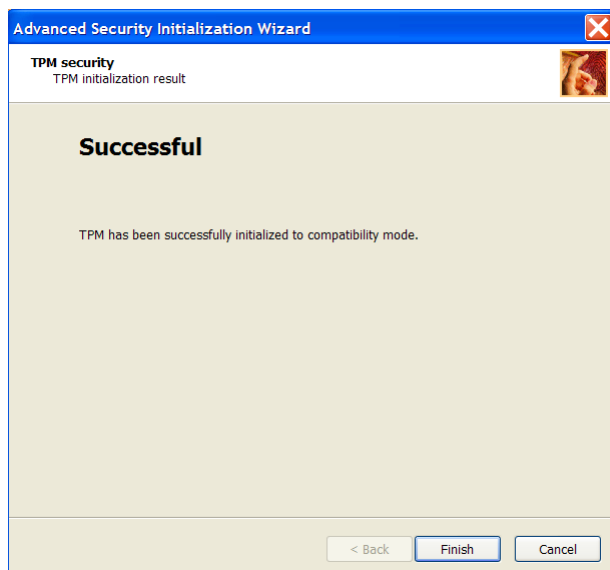 Advanced Security Initialization Wizard
TPM security
TPM initialization result
Successful
TPM has been successfully initialized to compatibility mode.
< Back
Finish
Cancel